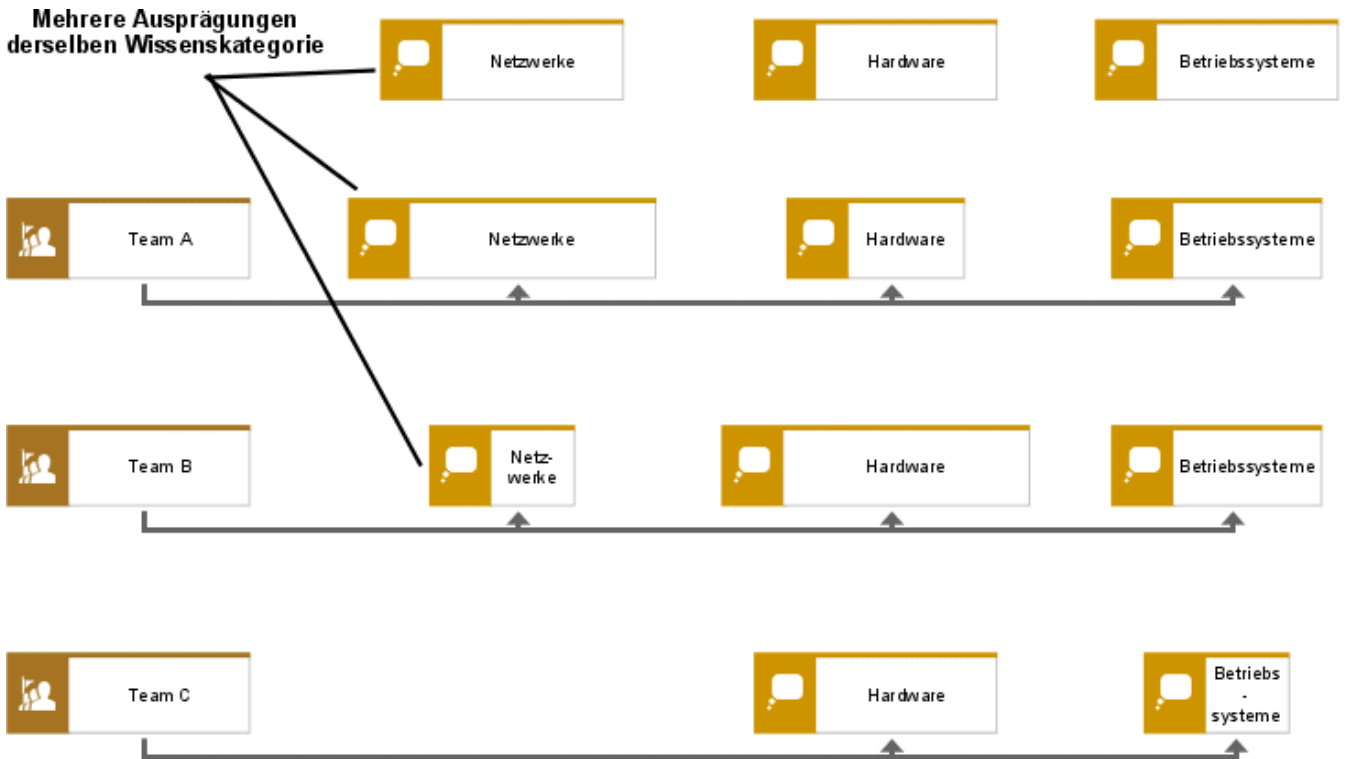 Mehrere Ausprägungen
derselben Wissenskategorie
Netzwerke
Hardware
Betriebssysteme
Team A
Netzwerke
Hardware
Betriebssysteme
Team B
Netz-
werke
Hardware
Betriebssysteme
Team C
Hardware
Betriebs
-
systeme